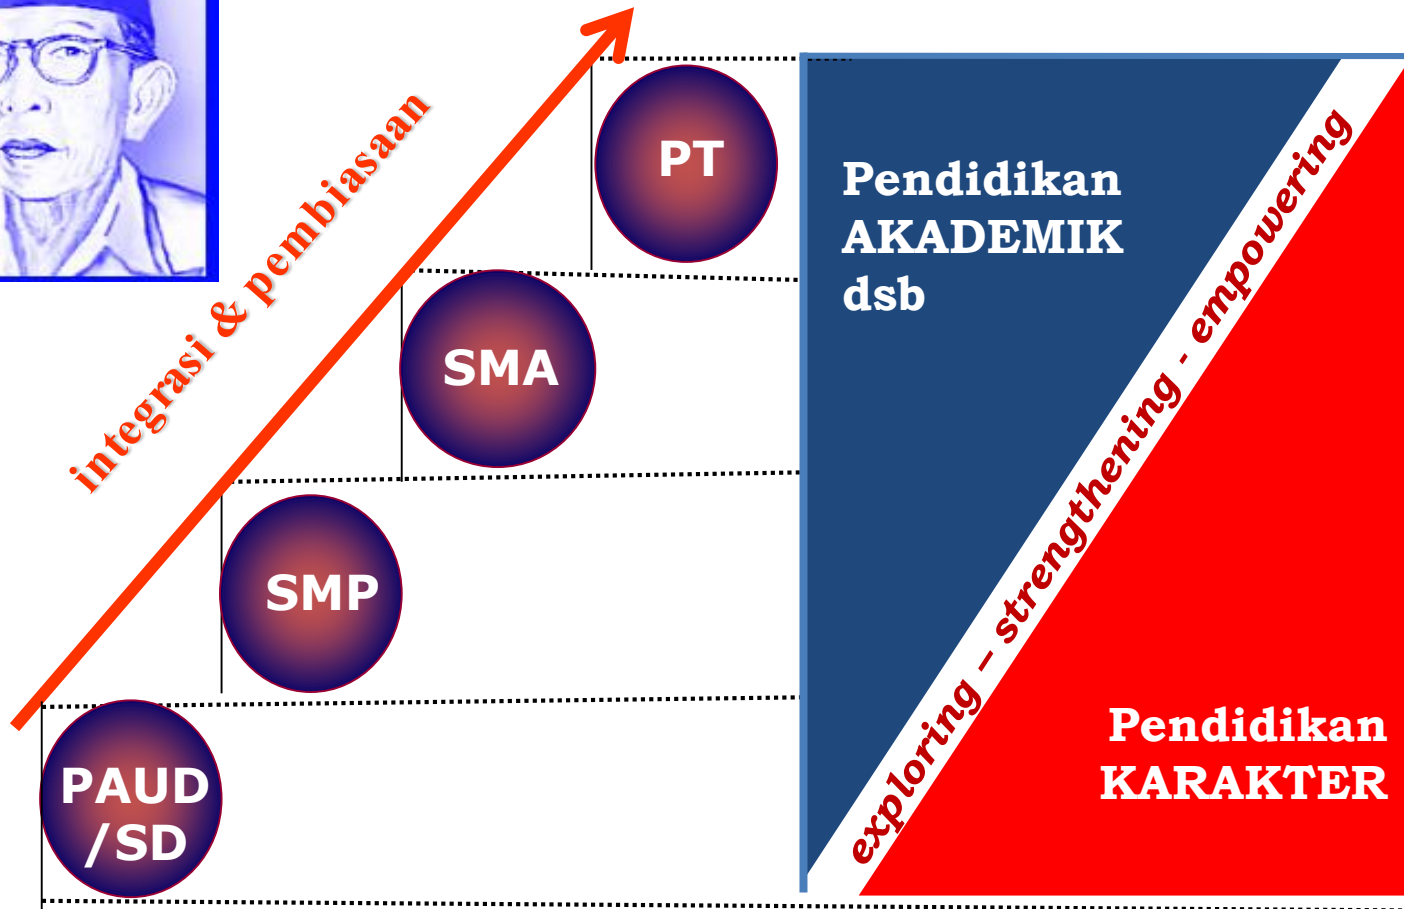 integrasi & pembiasaan
PT
SMA
SMP
PAUD
/SD
Pendidikan
AKADEMIK
dsb
exploring – strengthening - empowering
Pendidikan
KARAKTER